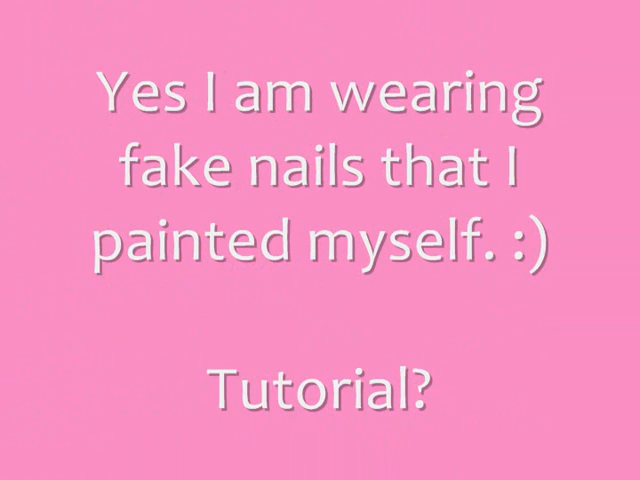 Yes I am wearing
fake nails that I
painted myself. :)
Tutorial?